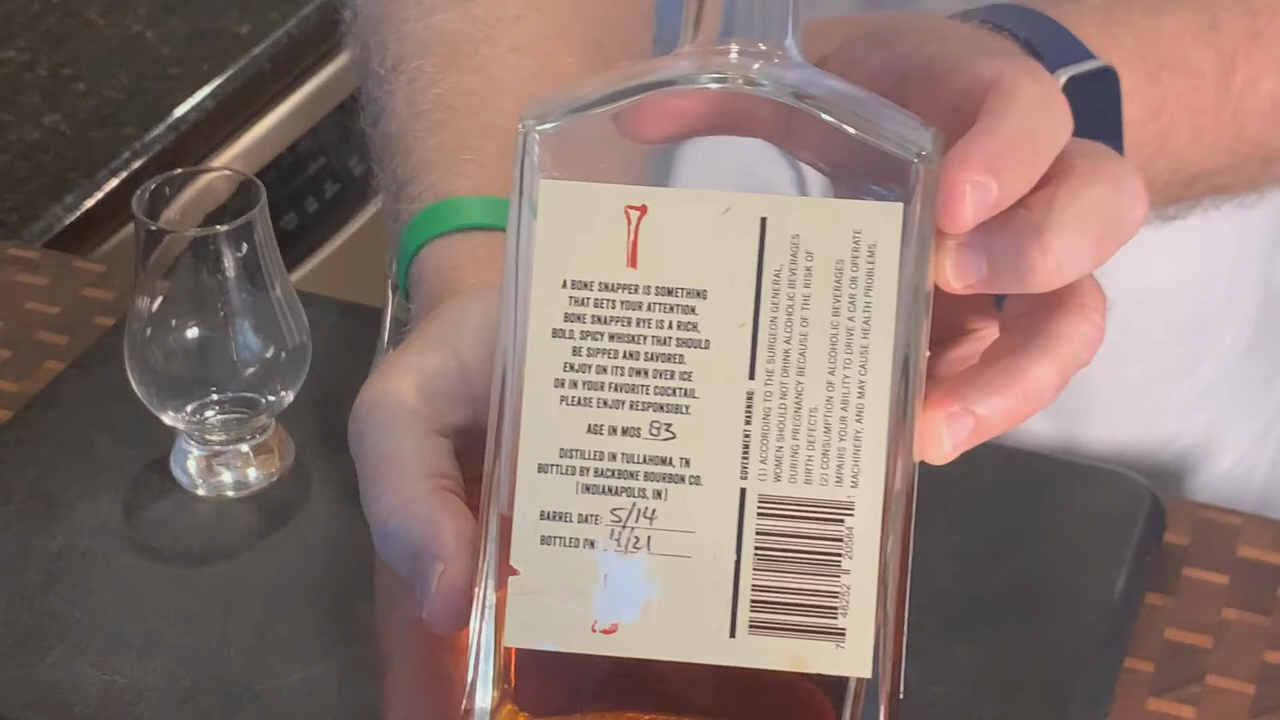 A BONE SNAPPER IS SOMETHING
THAT GETS YOUR ATTENTION.
BONE SNAPPER RYE IS A RICH,
BOLD, SPICY WHISKEY THAT SHOULD
BE SIPPED AND SAVORED.
ENJOY ON ITS OWN OVER ICE
OR IN YOUR FAVORITE COCKTAIL.
PLEASE ENJOY RESPONSIBLY.
AGE IN MOS 83
DISTILLED IN TULLAHOMA, TN
BOTTLED BY BACKBONE BOURBON CO.
(INDIANAPOLIS, IN)
BARREL DATE: 5/14
BOTTLED ON: 4/21
GOVERNMENT WARNING:
(1) ACCORDING TO THE SURGEON GENERAL,
WOMEN SHOULD NOT DRINK ALCOHOLIC BEVERAGES
DURING PREGNANCY BECAUSE OF THE RISK OF
BIRTH DEFECTS.
(2) CONSUMPTION OF ALCOHOLIC BEVERAGES
IMPAIRS YOUR ABILITY TO DRIVE A CAR OR OPERATE
MACHINERY, AND MAY CAUSE HEALTH PROBLEMS.
7 48252 20564 1